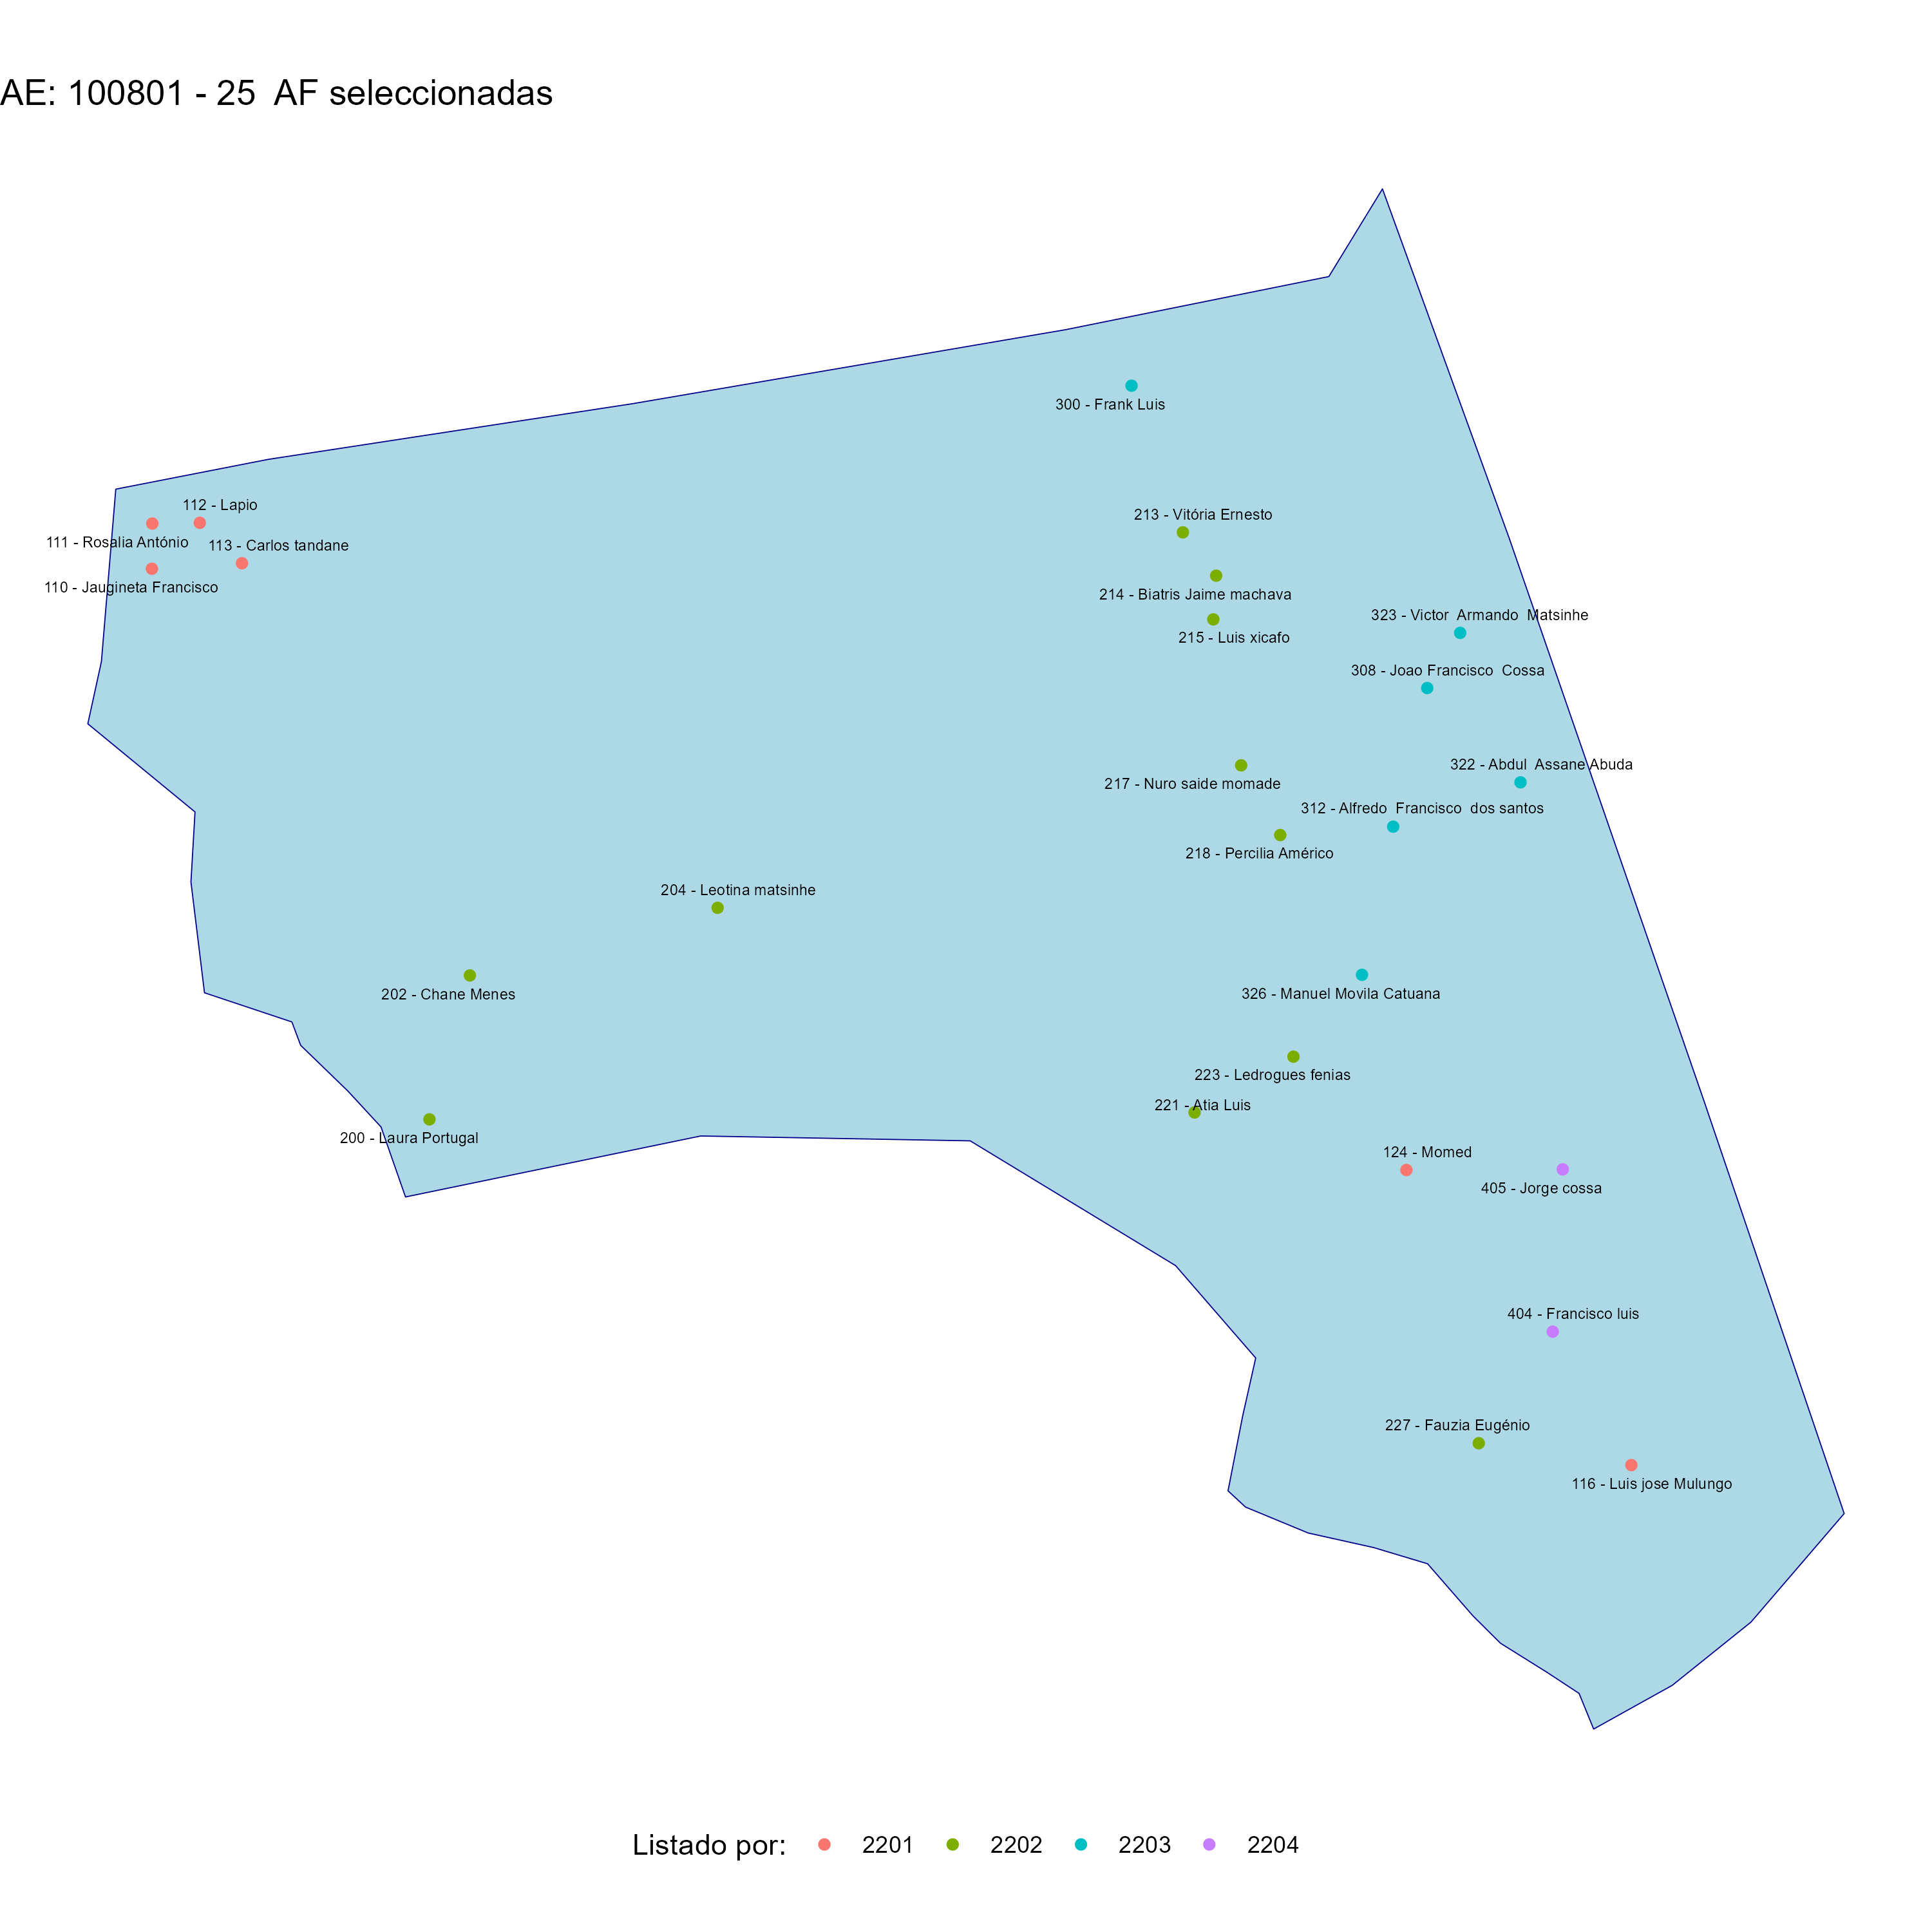 AE: 100801 - 25  AF seleccionadas
300 - Frank Luis
112 - Lapio
213 - Vitória Ernesto
111 - Rosalia António
113 - Carlos tandane
110 - Jaugineta Francisco
214 - Biatris Jaime machava
323 - Victor  Armando  Matsinhe
215 - Luis xicafo
308 - Joao Francisco  Cossa
322 - Abdul  Assane Abuda
217 - Nuro saide momade
312 - Alfredo  Francisco  dos santos
218 - Percilia Américo
204 - Leotina matsinhe
202 - Chane Menes
326 - Manuel Movila Catuana
223 - Ledrogues fenias
221 - Atia Luis
200 - Laura Portugal
124 - Momed
405 - Jorge cossa
404 - Francisco luis
227 - Fauzia Eugénio
116 - Luis jose Mulungo
Listado por: 2201 2202 2203 2204